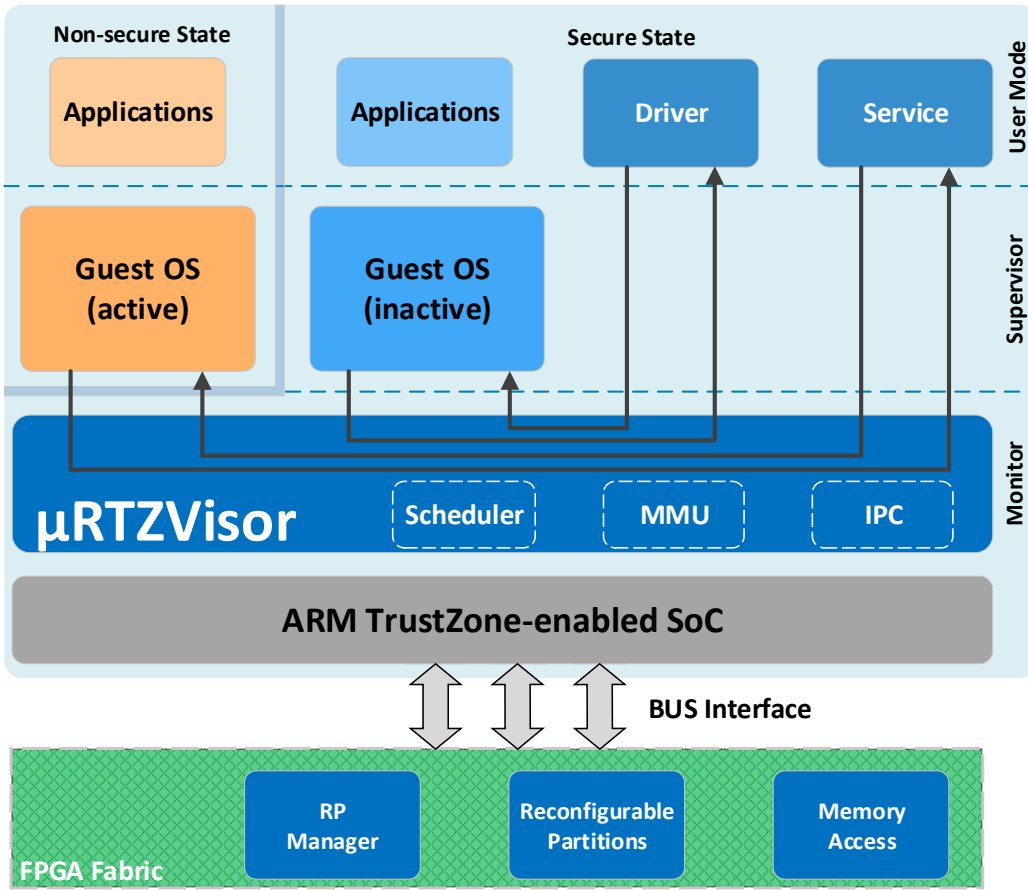 Non-secure State
Secure State
User Mode
Applications
Applications
Driver
Service
Supervisor
Guest OS
(active)
Guest OS
(inactive)
Monitor
µRTZVisor
Scheduler
MMU
IPC
ARM TrustZone-enabled SoC
BUS Interface
RP
Manager
Reconfigurable
Partitions
Memory
Access
FPGA Fabric